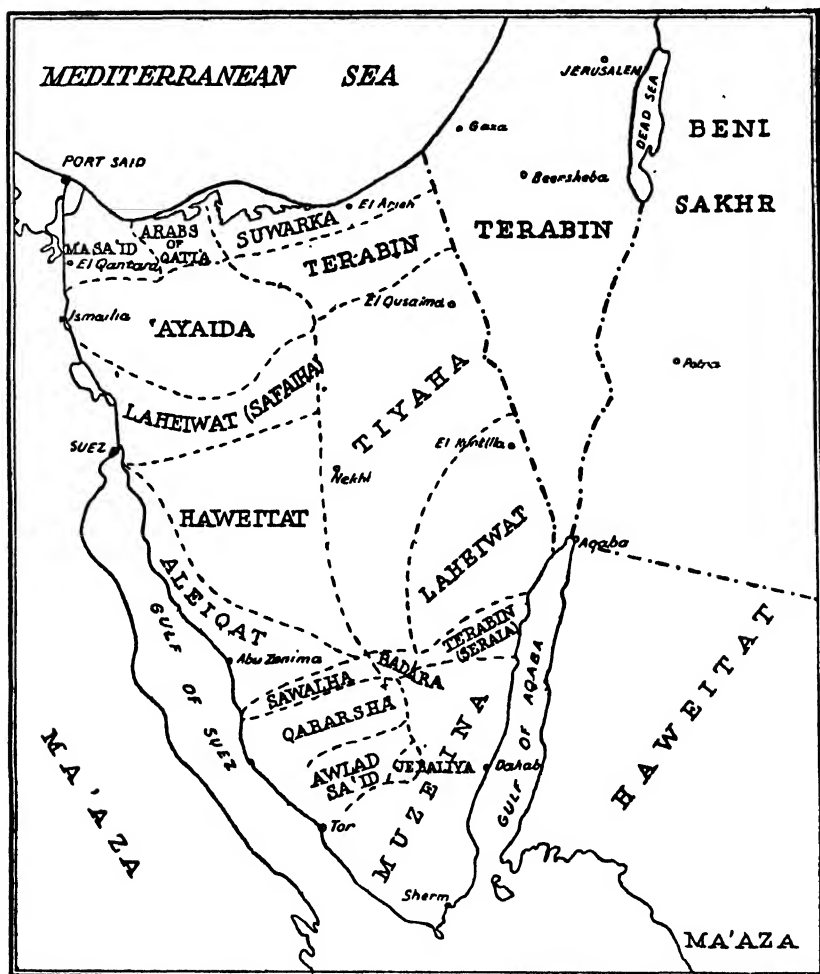 MEDITERRANEAN SEA
JERUSALEM
DEAD SEA
BENI
SAKHR
Gaza
Beersheba
PORT SAID
El Arish
ARABS
OF
QATIA
SUWARKA
TERABIN
MASA'ID
El Qantara
TERABIN
El Qusaima
Ismailia
AYAIDA
Petra
LAHEIWAT (SAFAIHA)
TIYAHA
SUEZ
El Kuntilla
Nekhl
HAWEITAT
LAHEIWAT
Aqaba
ALEIQAT
GULF OF SUEZ
TERABIN
(SERAIA)
Abu Zenima
BADARA
SAWALHA
QARARSHA
GULF OF AQABA
HAWEITAT
MA'AZA
AWLAD
SA'ID
JEBALIYA
Dahab
MUZEINA
Tor
Sherm
MA'AZA